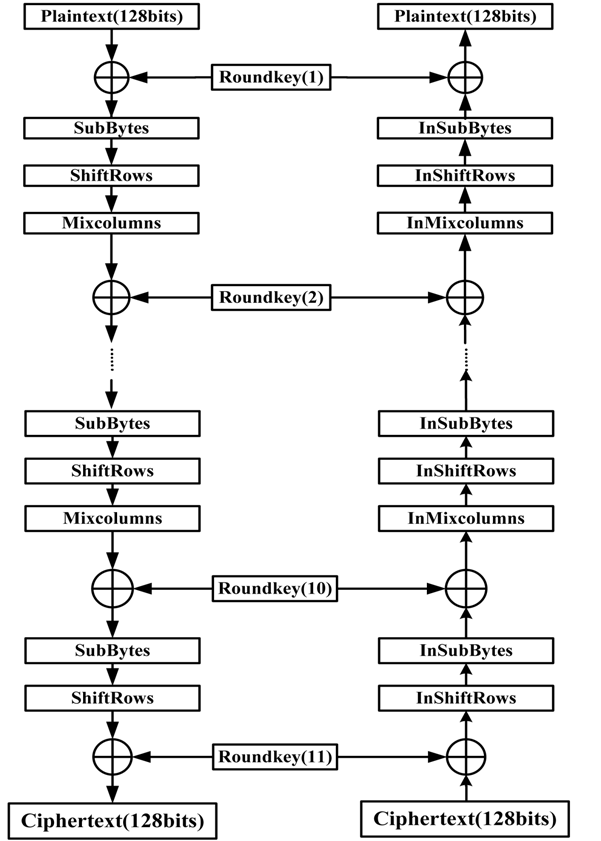 Plaintext(128bits)
Plaintext(128bits)
Roundkey(1)
SubBytes
InSubBytes
ShiftRows
InShiftRows
Mixcolumns
InMixcolumns
Roundkey(2)
SubBytes
InSubBytes
ShiftRows
InShiftRows
Mixcolumns
InMixcolumns
Roundkey(10)
SubBytes
InSubBytes
ShiftRows
InShiftRows
Roundkey(11)
Ciphertext(128bits)
Ciphertext(128bits)